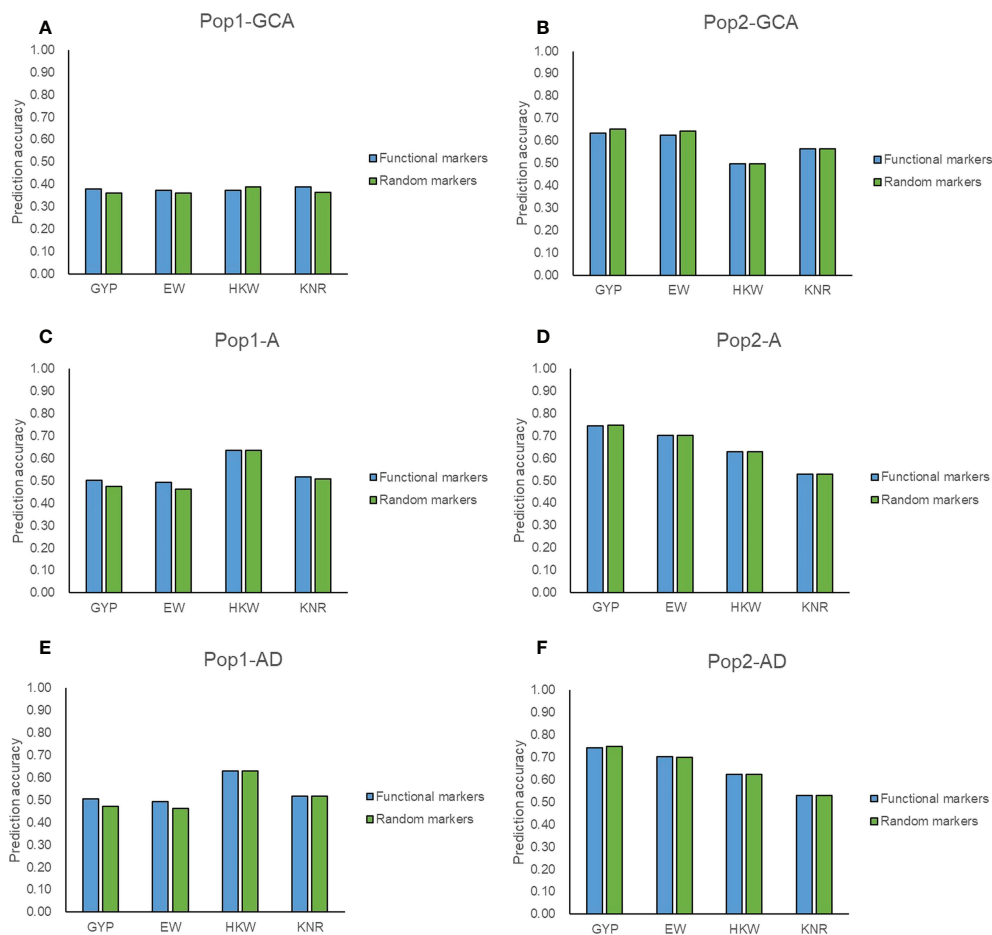 A
Pop1-GCA
Prediction accuracy
1.00
0.90
0.80
0.70
0.60
0.50
0.40
0.30
0.20
0.10
0.00
GYP EW HKW KNR
Functional markers
Random markers
B
Pop2-GCA
Prediction accuracy
1.00
0.90
0.80
0.70
0.60
0.50
0.40
0.30
0.20
0.10
0.00
GYP EW HKW KNR
Functional markers
Random markers
C
Pop1-A
Prediction accuracy
1.00
0.90
0.80
0.70
0.60
0.50
0.40
0.30
0.20
0.10
0.00
GYP EW HKW KNR
Functional markers
Random markers
D
Pop2-A
Prediction accuracy
1.00
0.90
0.80
0.70
0.60
0.50
0.40
0.30
0.20
0.10
0.00
GYP EW HKW KNR
Functional markers
Random markers
E
Pop1-AD
Prediction accuracy
1.00
0.90
0.80
0.70
0.60
0.50
0.40
0.30
0.20
0.10
0.00
GYP EW HKW KNR
Functional markers
Random markers
F
Pop2-AD
Prediction accuracy
1.00
0.90
0.80
0.70
0.60
0.50
0.40
0.30
0.20
0.10
0.00
GYP EW HKW KNR
Functional markers
Random markers